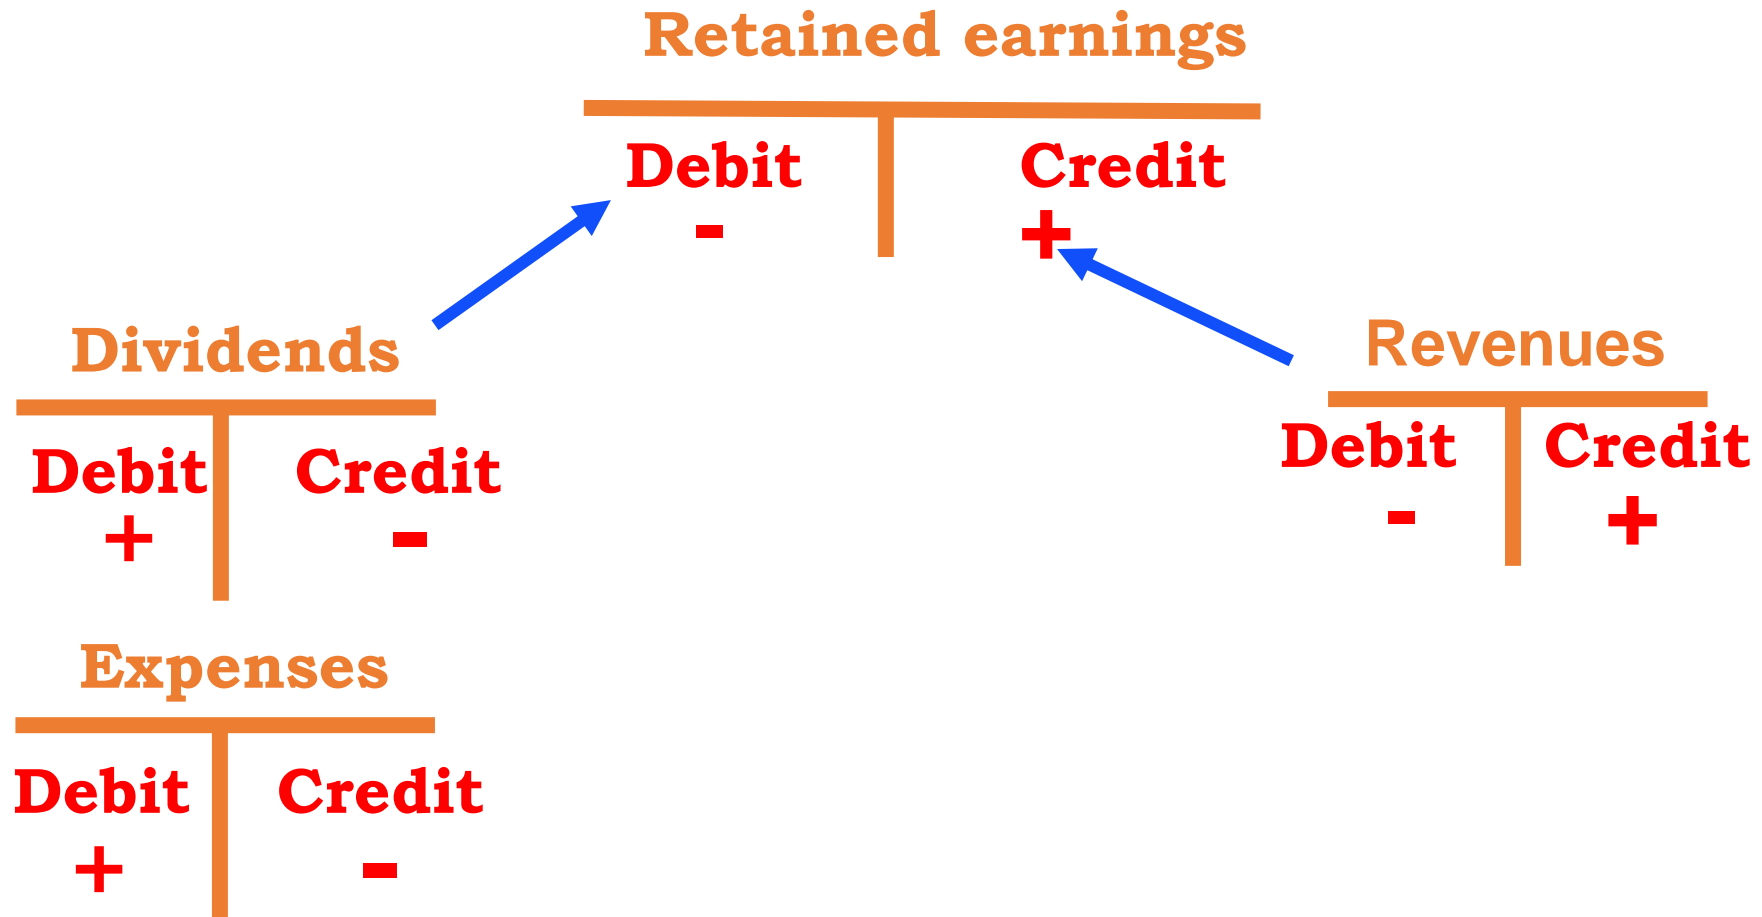 Retained earnings
Debit Credit
- +
Dividends
Debit Credit
+ -
Expenses
Debit Credit
+ -
Revenues
Debit Credit
- +